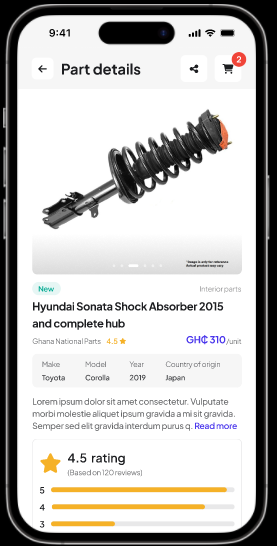 9:41
Part details
2
*Image is only for reference
Actual product may vary.
New
Interior parts
Hyundai Sonata Shock Absorber 2015
and complete hub
Ghana National Parts 4.5
GH₵ 310/unit
Make Model Year Country of origin
Toyota Corolla 2019 Japan
Lorem ipsum dolor sit amet consectetur. Vulputate
morbi molestie aliquet ipsum gravida a mi sit gravida.
Semper sed elit gravida interdum purus q. Read more
4.5 rating
(Based on 120 reviews)
5
4
3